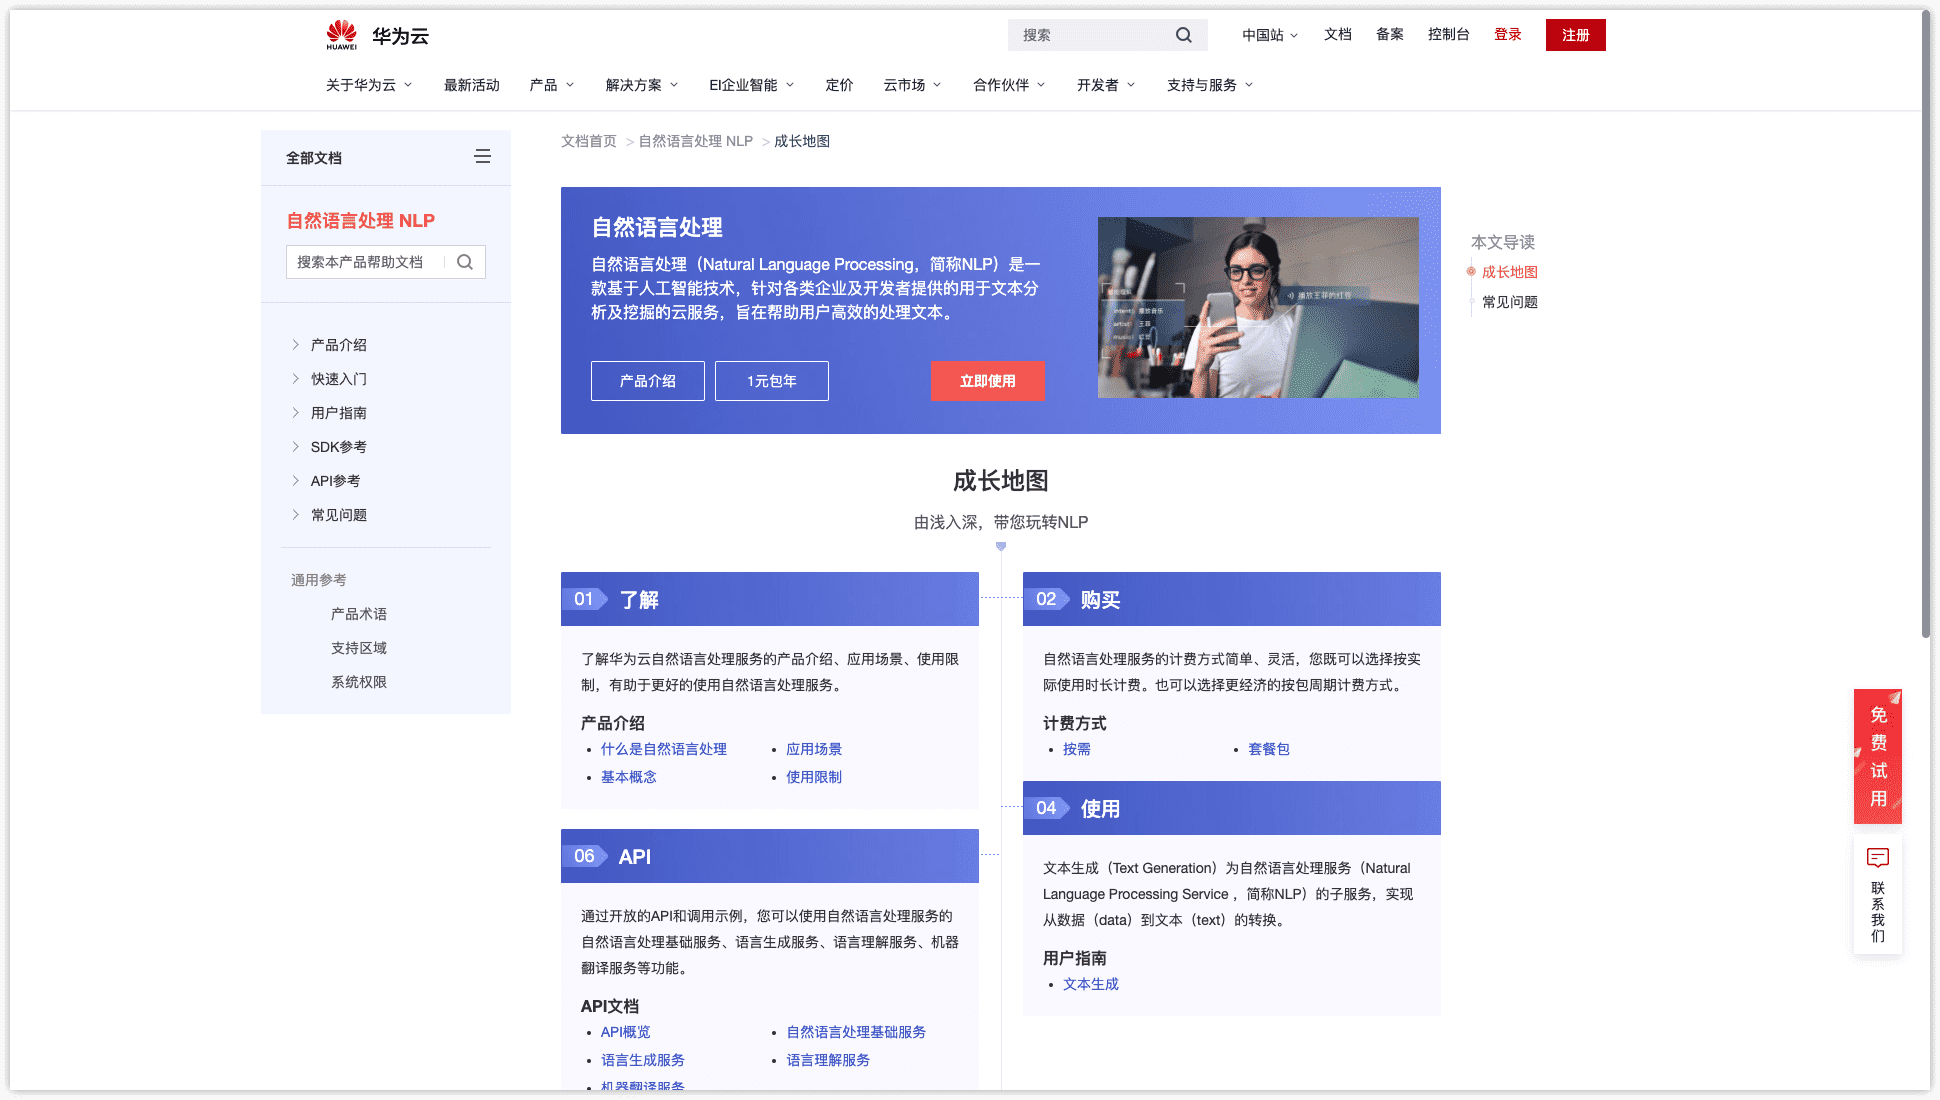 HUAWEI 华为云
搜索
中国站 文档 备案 控制台 登录 注册
关于华为云 最新活动 产品 解决方案 EI企业智能 定价 云市场 合作伙伴 开发者 支持与服务
全部文档
自然语言处理 NLP
搜索本产品帮助文档
产品介绍
快速入门
用户指南
SDK参考
API参考
常见问题
通用参考
产品术语
支持区域
系统权限
文档首页 > 自然语言处理 NLP > 成长地图
自然语言处理
自然语言处理（Natural Language Processing，简称NLP）是一
款基于人工智能技术，针对各类企业及开发者提供的用于文本分
析及挖掘的云服务，旨在帮助用户高效的处理文本。
产品介绍 1元包年 立即使用
播放王菲的红豆
intent: 播放音乐
artist: 王菲
music: 红豆
本文导读
成长地图
常见问题
成长地图
由浅入深，带您玩转NLP
01 了解
了解华为云自然语言处理服务的产品介绍、应用场景、使用限
制，有助于更好的使用自然语言处理服务。
产品介绍
• 什么是自然语言处理 • 应用场景
• 基本概念 • 使用限制
02 购买
自然语言处理服务的计费方式简单、灵活，您既可以选择按实
际使用时长计费。也可以选择更经济的按包周期计费方式。
计费方式
• 按需 • 套餐包
04 使用
文本生成（Text Generation）为自然语言处理服务（Natural
Language Processing Service ，简称NLP）的子服务，实现
从数据（data）到文本（text）的转换。
用户指南
• 文本生成
06 API
通过开放的API和调用示例，您可以使用自然语言处理服务的
自然语言处理基础服务、语言生成服务、语言理解服务、机器
翻译服务等功能。
API文档
• API概览 • 自然语言处理基础服务
• 语言生成服务 • 语言理解服务
• 机器翻译服务
免费试用
联系我们